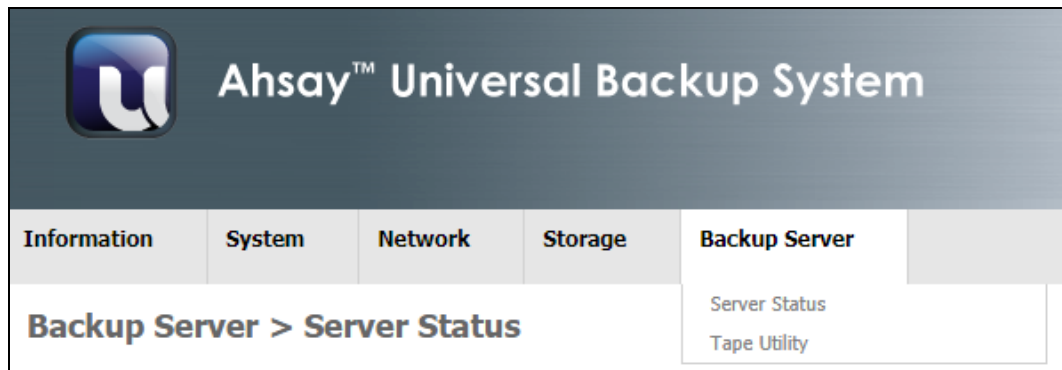 Ahsay™ Universal Backup System
Information System Network Storage Backup Server
Backup Server > Server Status
Server Status
Tape Utility